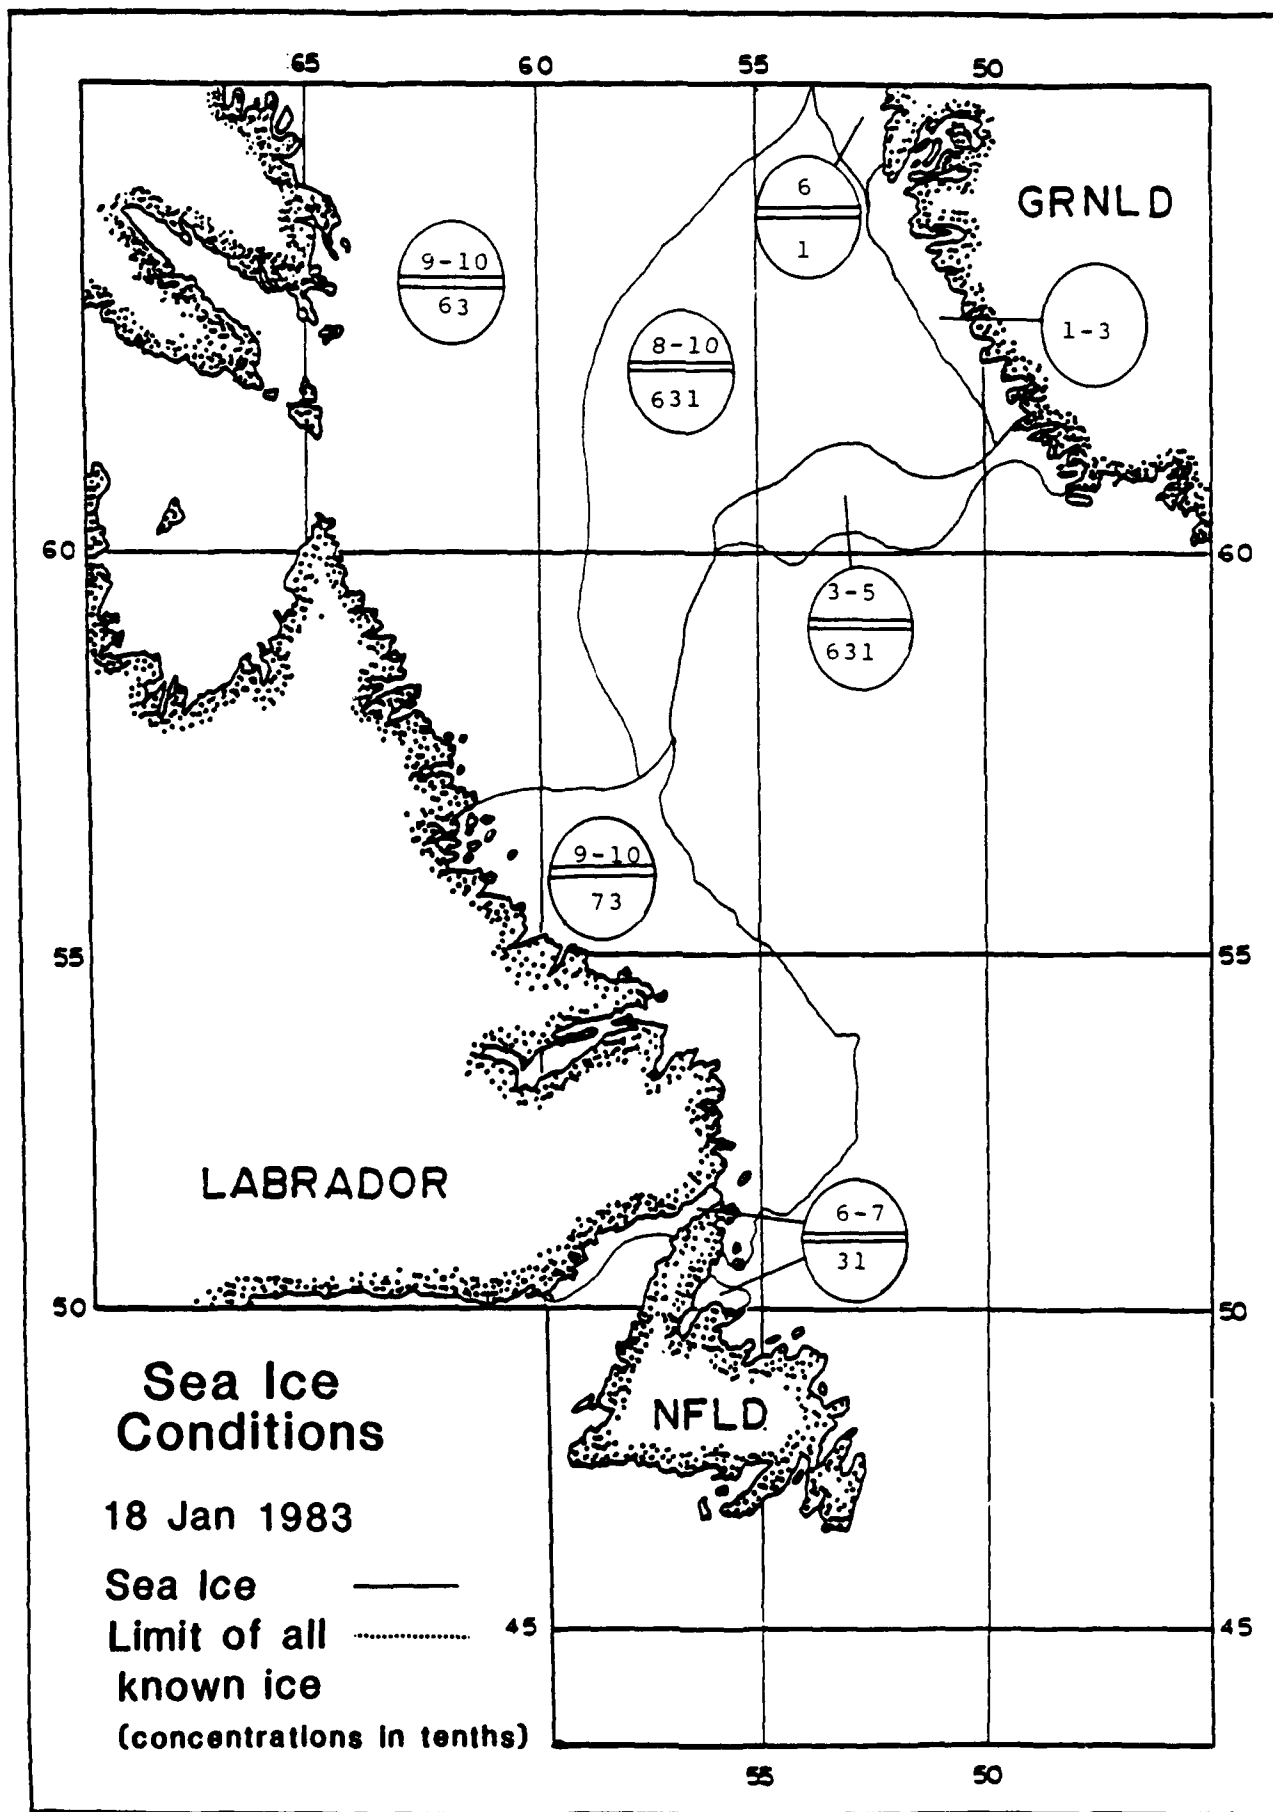 65 60 55 50
GRNLD
6
1
9-10
63
1-3
8-10
631
60 60
3-5
631
9-10
73
55 55
LABRADOR
6-7
31
50 50
NFLD
Sea Ice
Conditions
18 Jan 1983
Sea Ice
Limit of all
known ice
(concentrations in tenths)
45 45
55 50